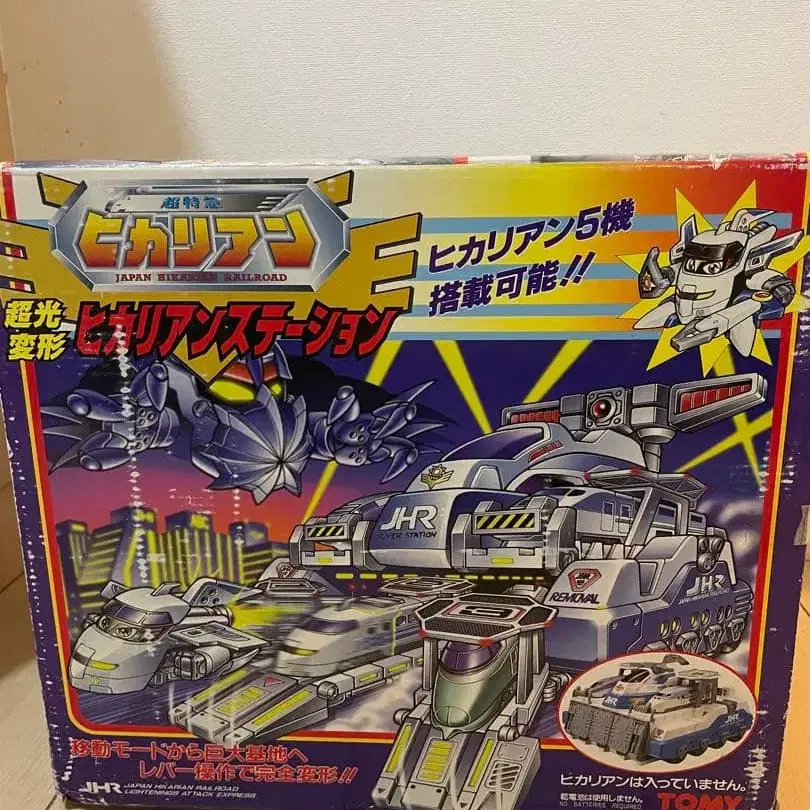 超特急
ヒカリアン
JAPAN HIKARIAN RAILROAD
ヒカリアン5機
搭載可能!!
超光
変形
ヒカリアンステーション
JHR
SUPER STATION
JHR
REMOVAL
JHR
JAPAN HIKARIAN RAILROAD
移動モードから巨大基地へ
レバー操作で完全変形!!
JHR
JAPAN HIKARIAN RAILROAD
LIGHTENINGS ATTACK EXPRESS
JHR
ヒカリアンは入っていません。
乾電池は使用しません。
NO BATTERIES REQUIRED
TOM